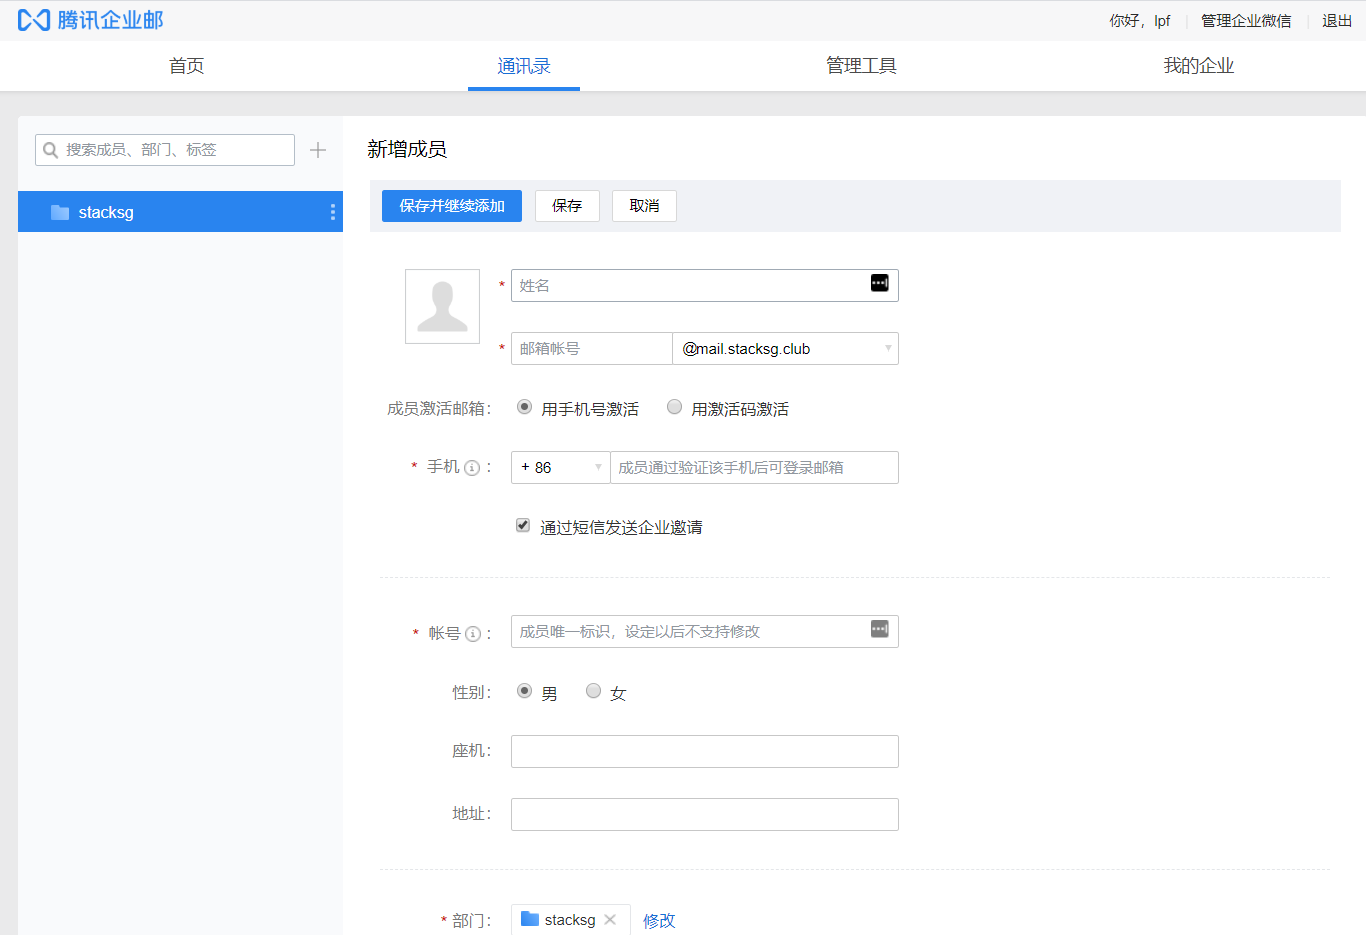 腾讯企业邮
你好，lpf 管理企业微信 退出
首页 通讯录 管理工具 我的企业
搜索成员、部门、标签
stacksg
新增成员
保存并继续添加 保存 取消
* 姓名
* 邮箱帐号 @mail.stacksg.club
成员激活邮箱： 用手机号激活 用激活码激活
* 手机 ： + 86 成员通过验证该手机后可登录邮箱
通过短信发送企业邀请
* 帐号 ： 成员唯一标识，设定以后不支持修改
性别： 男 女
座机：
地址：
* 部门： stacksg 修改